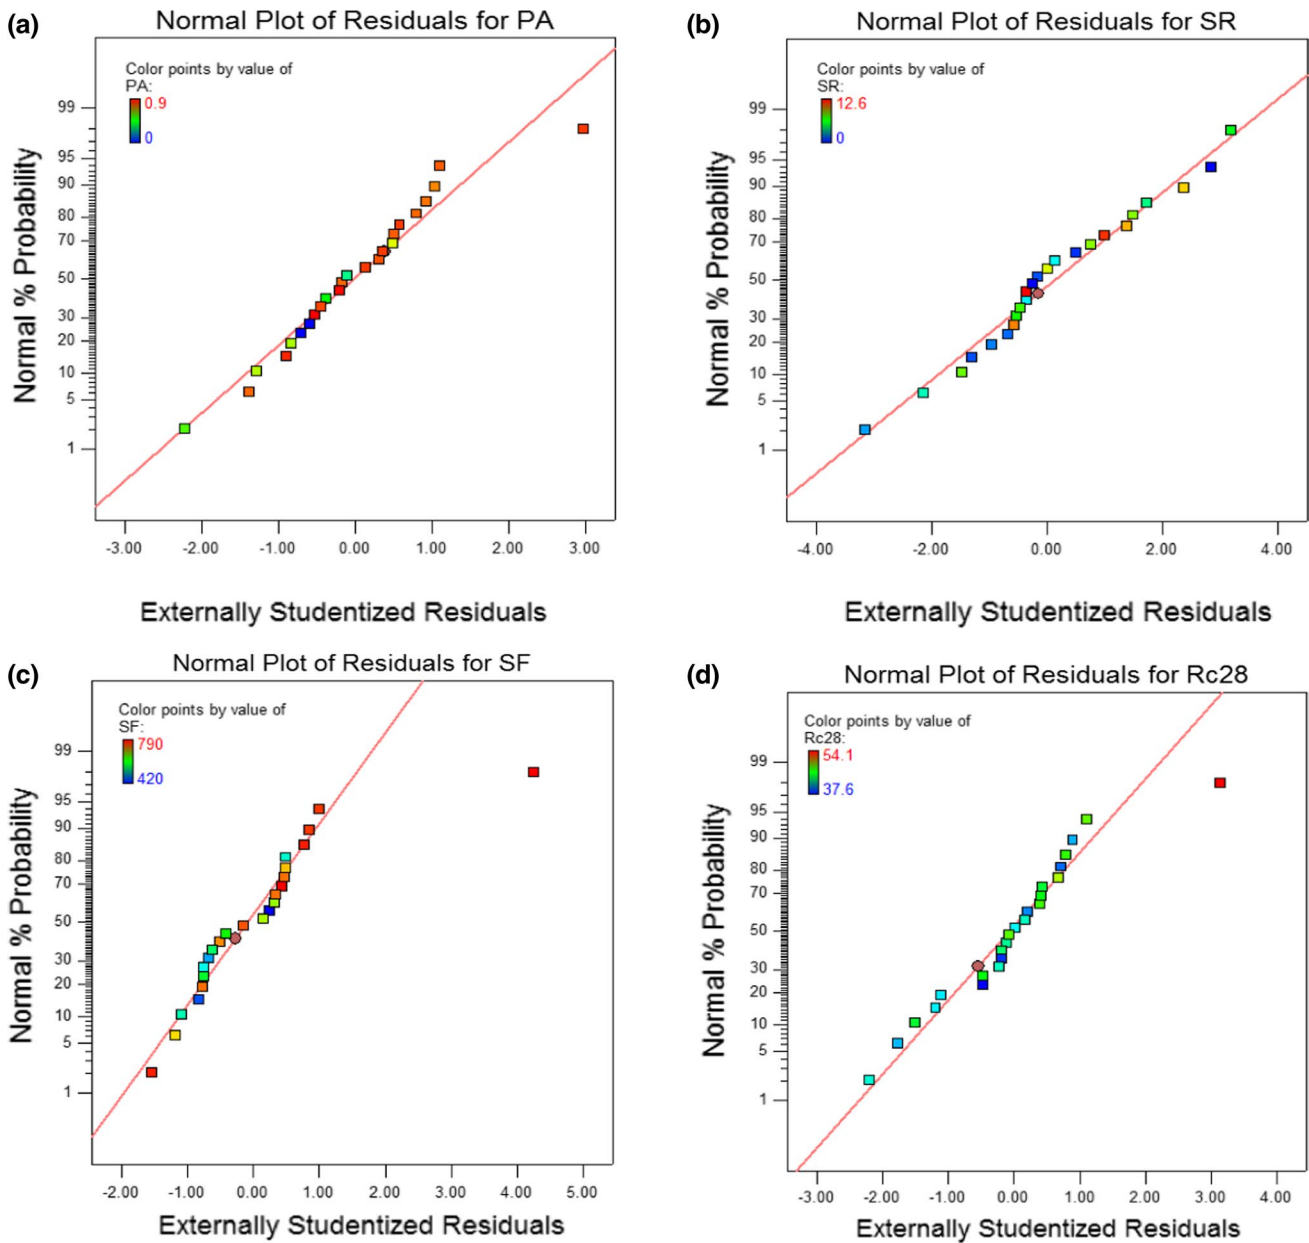 (a)
Normal Plot of Residuals for PA
Color points by value of
PA:
0.9
0
Normal % Probability
99
95
90
80
70
50
30
20
10
5
1
-3.00 -2.00 -1.00 0.00 1.00 2.00 3.00
Externally Studentized Residuals
(b)
Normal Plot of Residuals for SR
Color points by value of
SR:
12.6
0
Normal % Probability
99
95
90
80
70
50
30
20
10
5
1
-4.00 -2.00 0.00 2.00 4.00
Externally Studentized Residuals
(c)
Normal Plot of Residuals for SF
Color points by value of
SF:
790
420
Normal % Probability
99
95
90
80
70
50
30
20
10
5
1
-2.00 -1.00 0.00 1.00 2.00 3.00 4.00 5.00
Externally Studentized Residuals
(d)
Normal Plot of Residuals for Rc28
Color points by value of
Rc28:
54.1
37.6
Normal % Probability
99
95
90
80
70
50
30
20
10
5
1
-3.00 -2.00 -1.00 0.00 1.00 2.00 3.00 4.00
Externally Studentized Residuals